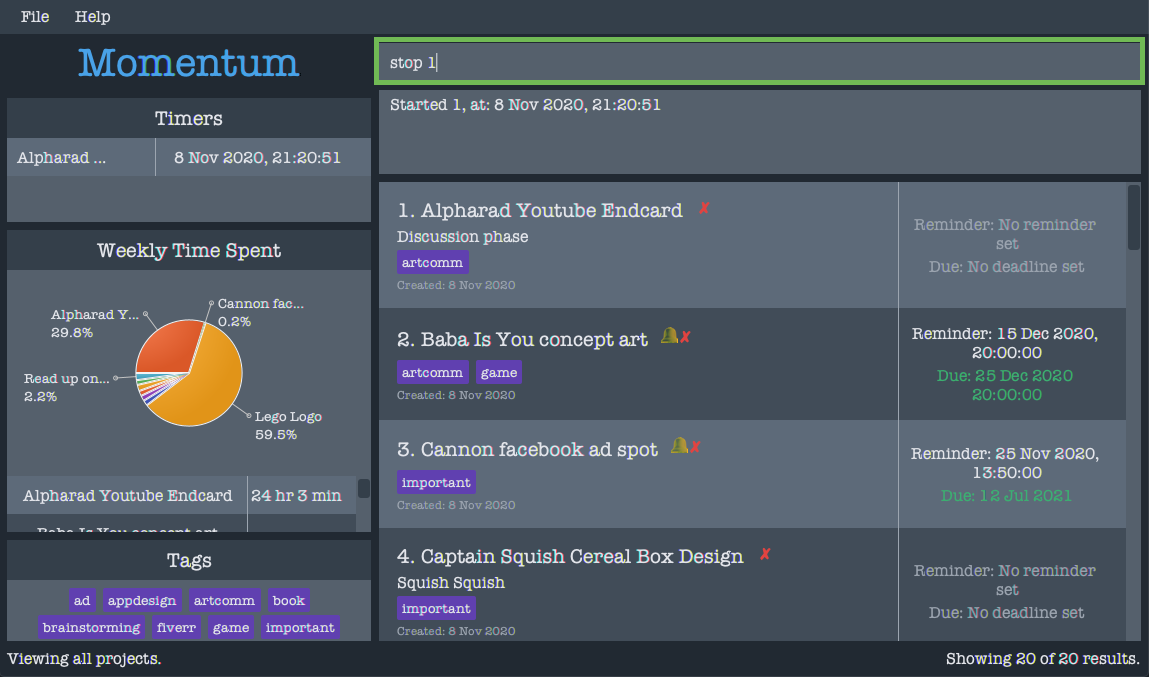 File Help
Momentum
stop 1
Started 1, at: 8 Nov 2020, 21:20:51
Timers
Alpharad ... 8 Nov 2020, 21:20:51
Weekly Time Spent
Alpharad Y...
29.8%
Cannon fac...
0.2%
Read up on...
2.2%
Lego Logo
59.5%
Alpharad Youtube Endcard 24 hr 3 min
Baba Is You concept art
Tags
ad appdesign artcomm book
brainstorming fiverr game important
1. Alpharad Youtube Endcard ✗
Discussion phase
artcomm
Created: 8 Nov 2020
Reminder: No reminder
set
Due: No deadline set
2. Baba Is You concept art ✗
artcomm game
Created: 8 Nov 2020
Reminder: 15 Dec 2020,
20:00:00
Due: 25 Dec 2020
20:00:00
3. Cannon facebook ad spot ✗
important
Created: 8 Nov 2020
Reminder: 25 Nov 2020,
13:50:00
Due: 12 Jul 2021
4. Captain Squish Cereal Box Design ✗
Squish Squish
important
Created: 8 Nov 2020
Reminder: No reminder
set
Due: No deadline set
Viewing all projects.
Showing 20 of 20 results.